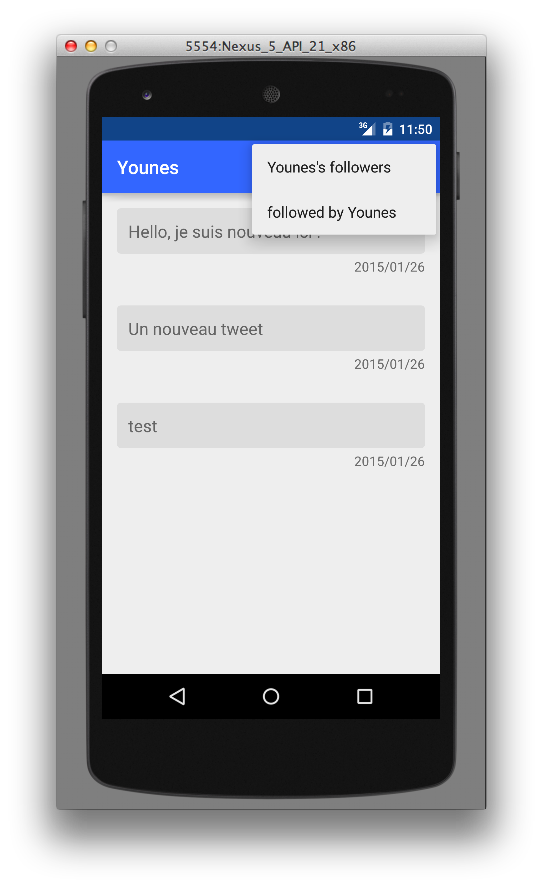 5554:Nexus_5_API_21_x86
3G 11:50
Younes
Younes's followers
followed by Younes
Hello, je suis nouveau
2015/01/26
Un nouveau tweet
2015/01/26
test
2015/01/26